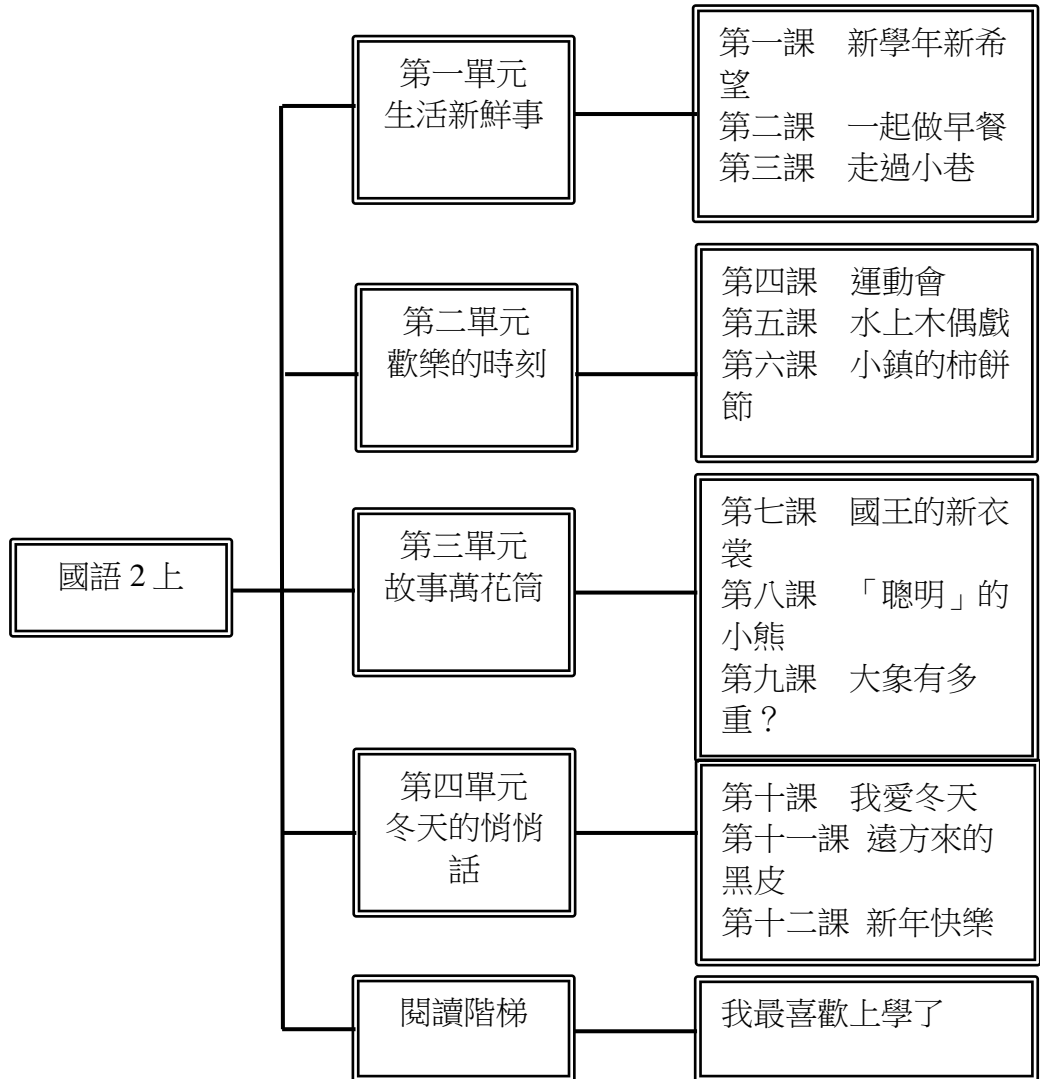 國語 2 上
第一單元
生活新鮮事
第一課　新學年新希
望
第二課　一起做早餐
第三課　走過小巷
第二單元
歡樂的時刻
第四課　運動會
第五課　水上木偶戲
第六課　小鎮的柿餅
節
第三單元
故事萬花筒
第七課　國王的新衣
裳
第八課　「聰明」的
小熊
第九課　大象有多
重？
第四單元
冬天的悄悄
話
第十課　我愛冬天
第十一課 遠方來的
黑皮
第十二課 新年快樂
閱讀階梯
我最喜歡上學了